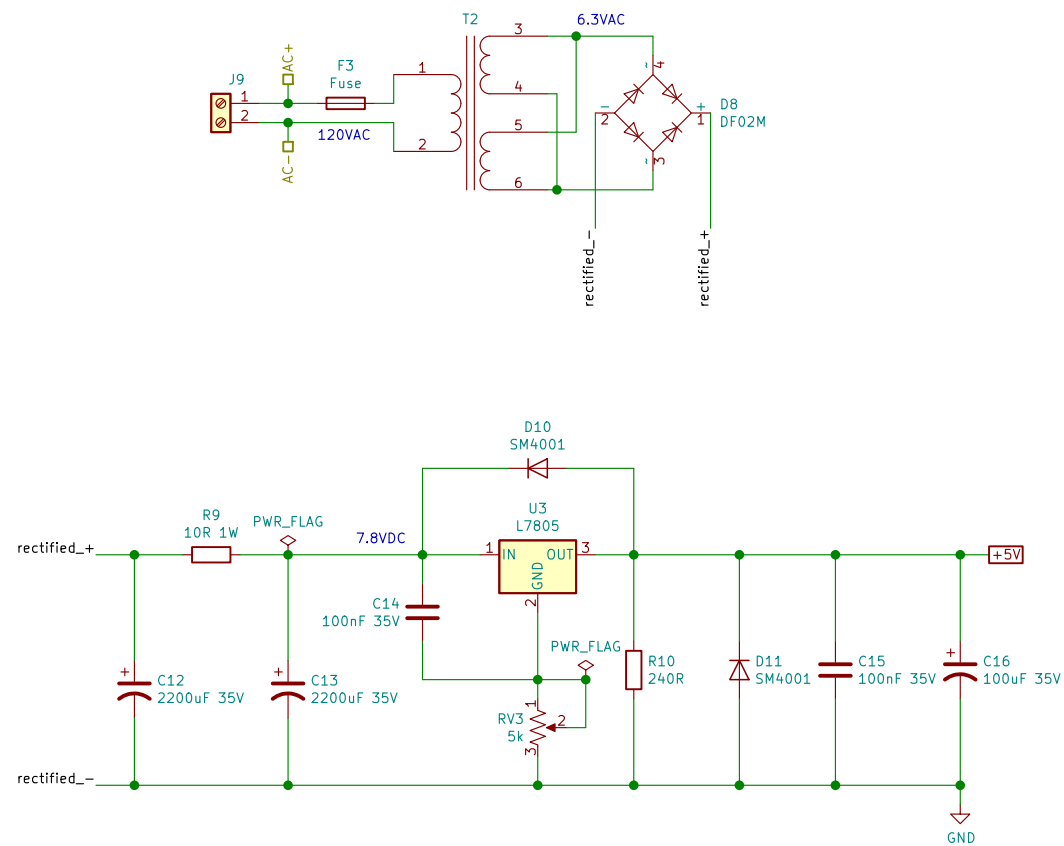 T2
6.3VAC
3
4
5
6
1
2
AC+
AC-
J9
1
2
F3
Fuse
120VAC
~
4
-
2
+
1
~
3
D8
DF02M
rectified_-
rectified_+
D10
SM4001
U3
L7805
1
IN
OUT
3
GND
2
rectified_+
R9
10R 1W
PWR_FLAG
7.8VDC
+5V
C14
100nF 35V
PWR_FLAG
+
C12
2200uF 35V
+
C13
2200uF 35V
RV3
5k
1
2
3
R10
240R
D11
SM4001
C15
100nF 35V
+
C16
100uF 35V
rectified_-
GND